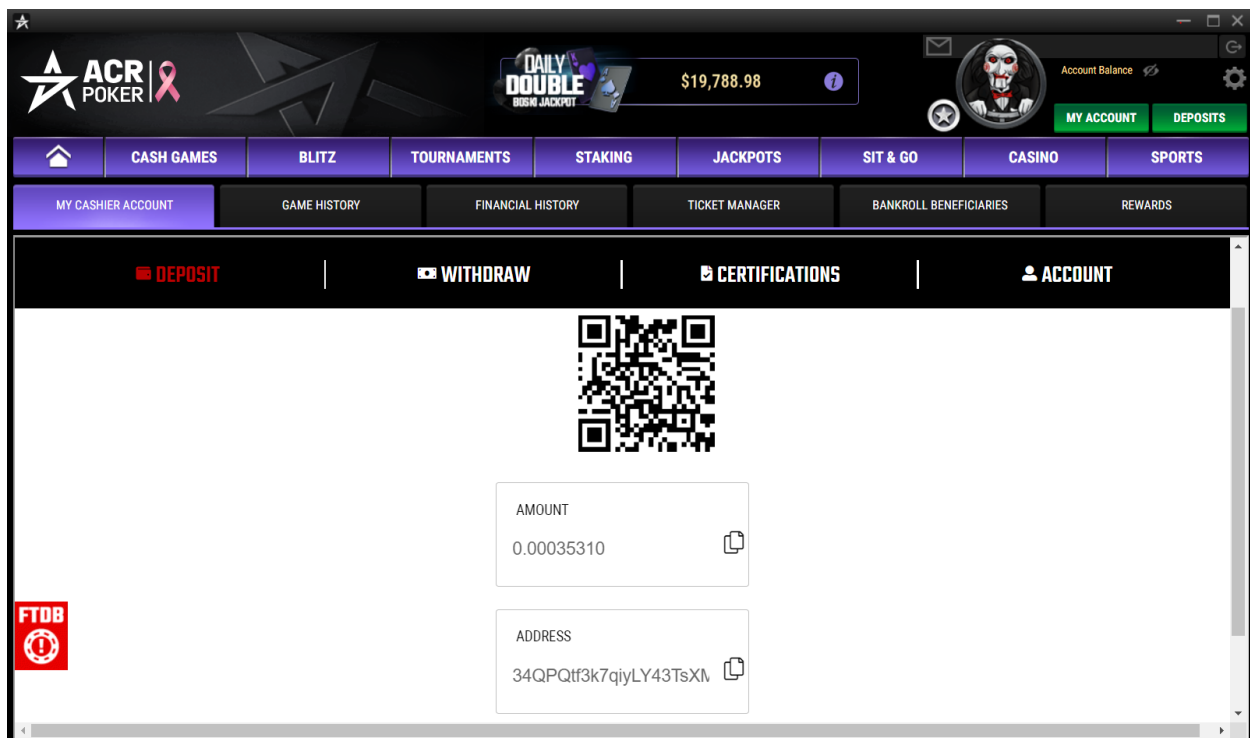 ACR
POKER
DAILY
DOUBLE
BOSKI JACKPOT
$19,788.98
i
Account Balance
MY ACCOUNT
DEPOSITS
CASH GAMES
BLITZ
TOURNAMENTS
STAKING
JACKPOTS
SIT & GO
CASINO
SPORTS
MY CASHIER ACCOUNT
GAME HISTORY
FINANCIAL HISTORY
TICKET MANAGER
BANKROLL BENEFICIARIES
REWARDS
DEPOSIT
WITHDRAW
CERTIFICATIONS
ACCOUNT
AMOUNT
0.00035310
FTDB
ADDRESS
34QPQtf3k7qiyLY43TsXM